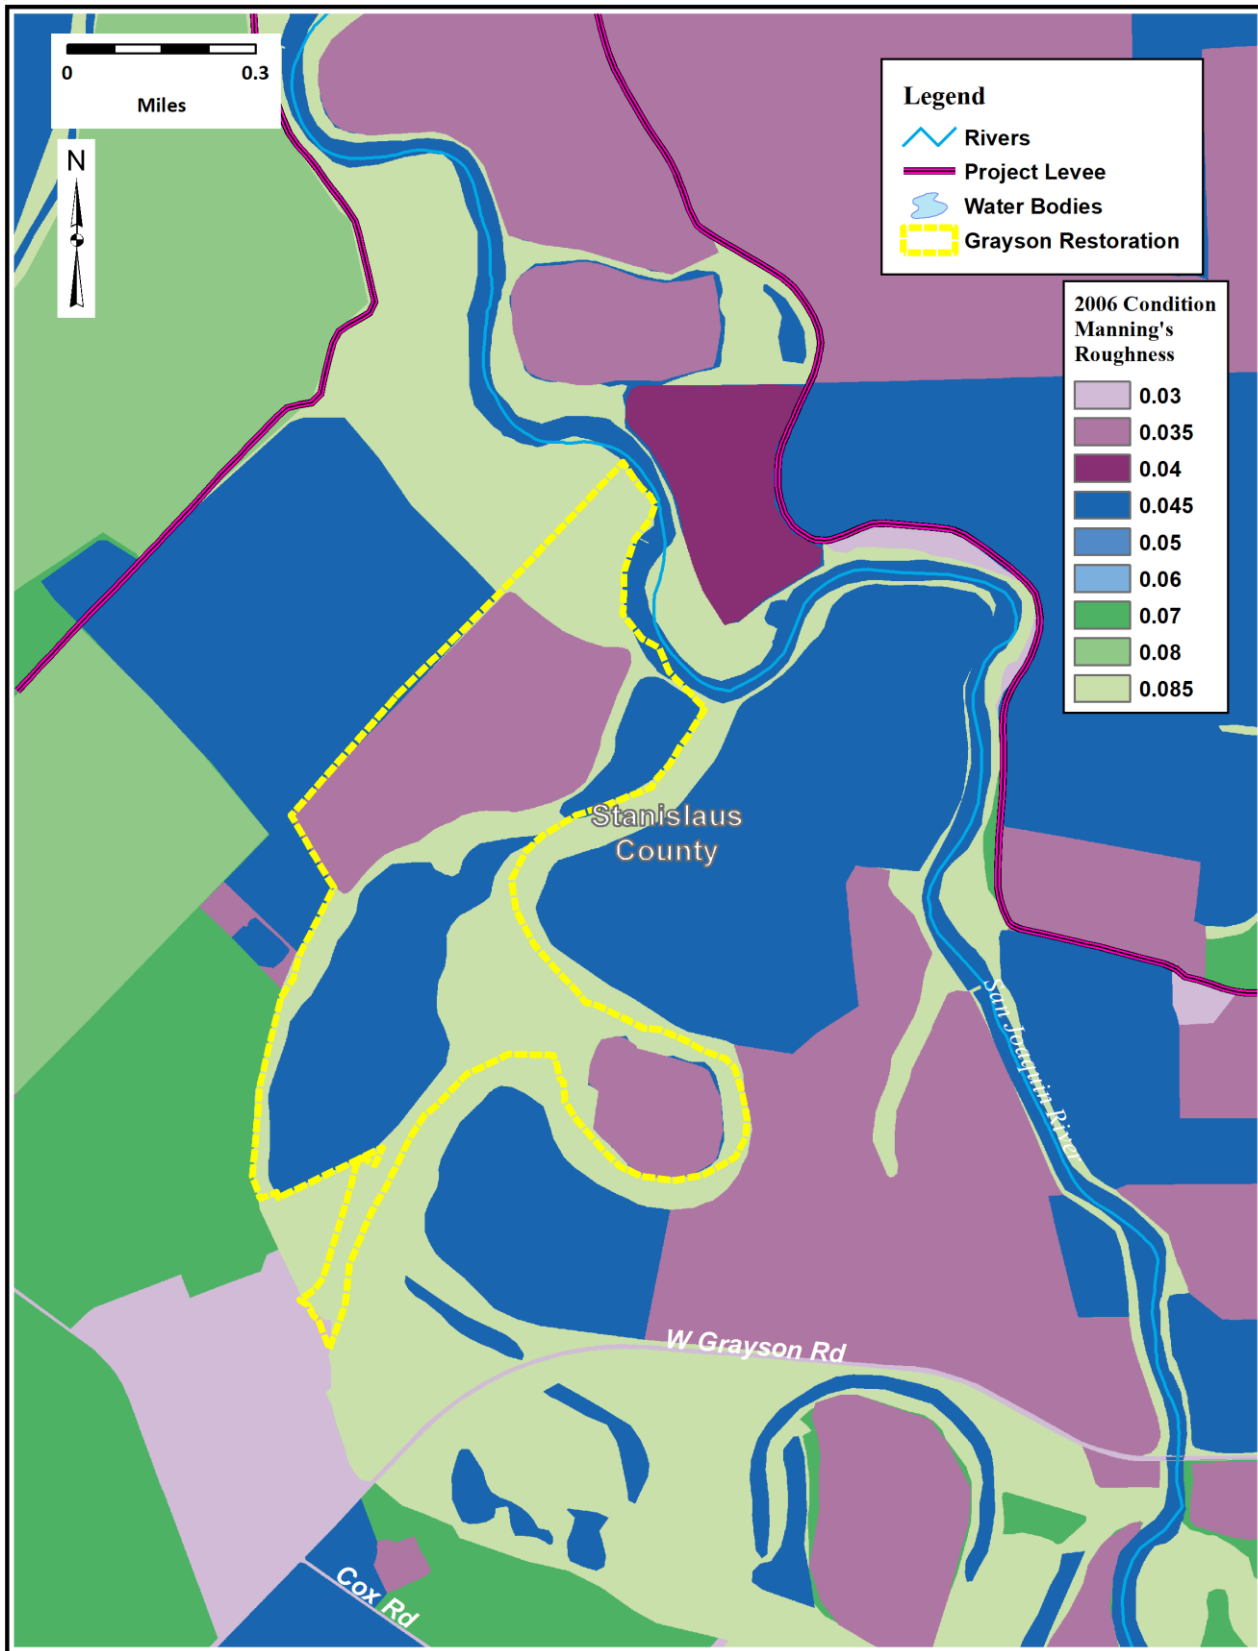 0 0.3
Miles
N
Legend
Rivers
Project Levee
Water Bodies
Grayson Restoration
2006 Condition
Manning's
Roughness
0.03
0.035
0.04
0.045
0.05
0.06
0.07
0.08
0.085
Stanislaus
County
San Joaquin River
W Grayson Rd
Cox Rd